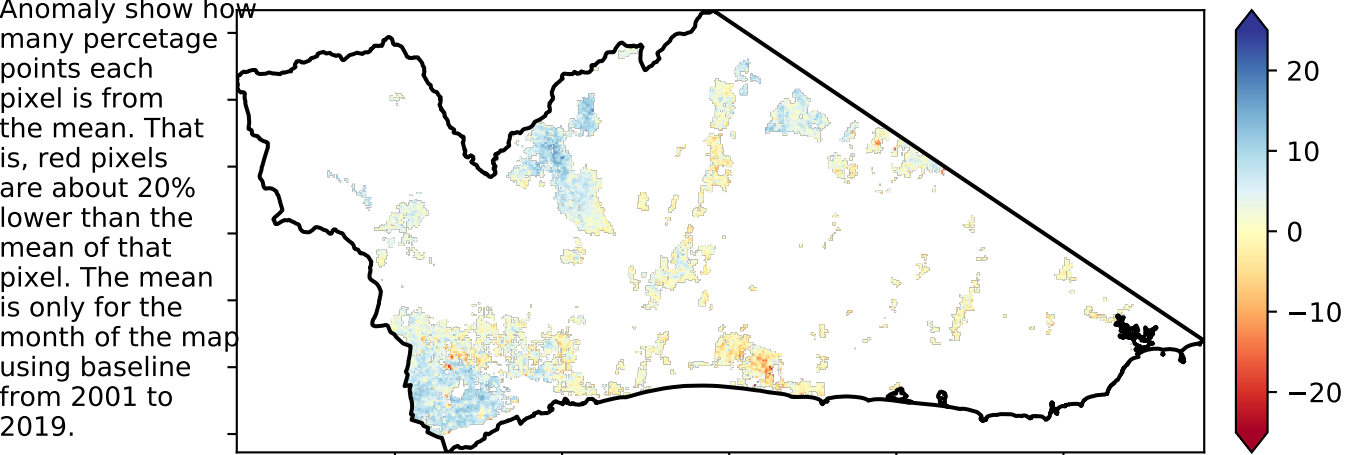 Anomaly show how
many percetage
points each
pixel is from
the mean. That
is, red pixels
are about 20%
lower than the
mean of that
pixel. The mean
is only for the
month of the map
using baseline
from 2001 to
2019.
20
10
0
−10
−20